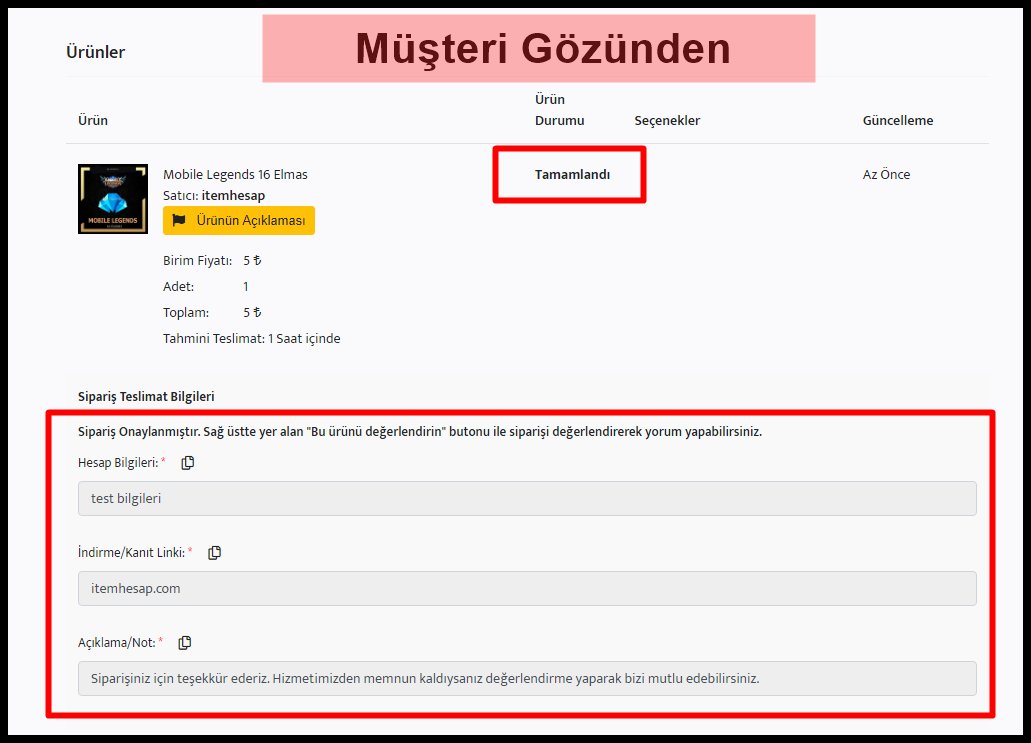 Müşteri Gözünden
Ürünler
Ürün
Ürün Durumu
Seçenekler
Güncelleme
MOBILE LEGENDS
Mobile Legends 16 Elmas
Satıcı: itemhesap
Ürünün Açıklaması
Tamamlandı
Az Önce
Birim Fiyatı: 5 ₺
Adet: 1
Toplam: 5 ₺
Tahmini Teslimat: 1 Saat içinde
Sipariş Teslimat Bilgileri
Sipariş Onaylanmıştır. Sağ üstte yer alan "Bu ürünü değerlendirin" butonu ile siparişi değerlendirerek yorum yapabilirsiniz.
Hesap Bilgileri: *
test bilgileri
İndirme/Kanıt Linki: *
itemhesap.com
Açıklama/Not: *
Siparişiniz için teşekkür ederiz. Hizmetimizden memnun kaldıysanız değerlendirme yaparak bizi mutlu edebilirsiniz.